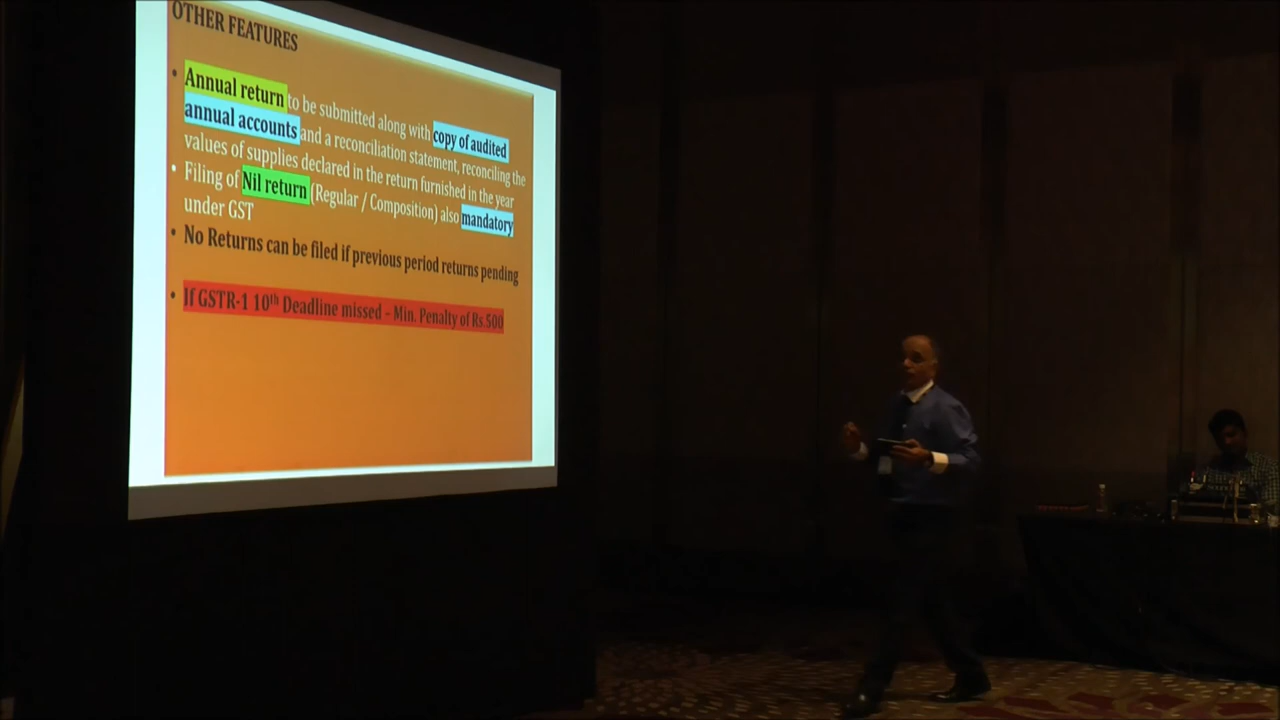 OTHER FEATURES
• Annual return to be submitted along with copy of audited
annual accounts and a reconciliation statement, reconciling the
values of supplies declared in the return furnished in the year
• Filing of Nil return (Regular / Composition) also mandatory
under GST
• No Returns can be filed if previous period returns pending
• If GSTR-1 10th Deadline missed – Min. Penalty of Rs 500